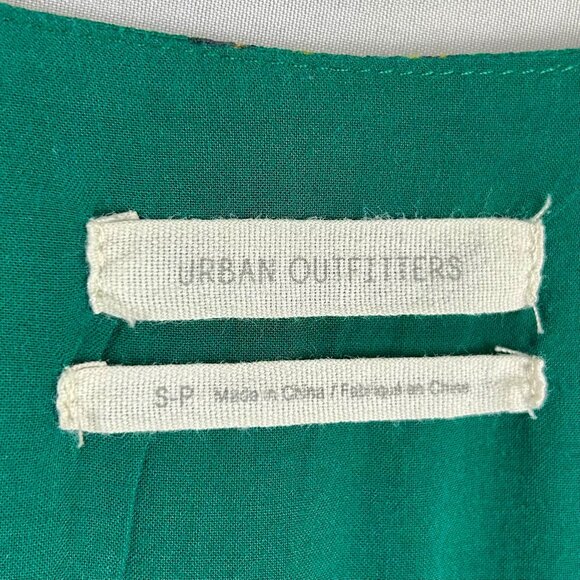 URBAN OUTFITTERS
S-P Made in China / Fabriqué en Chine